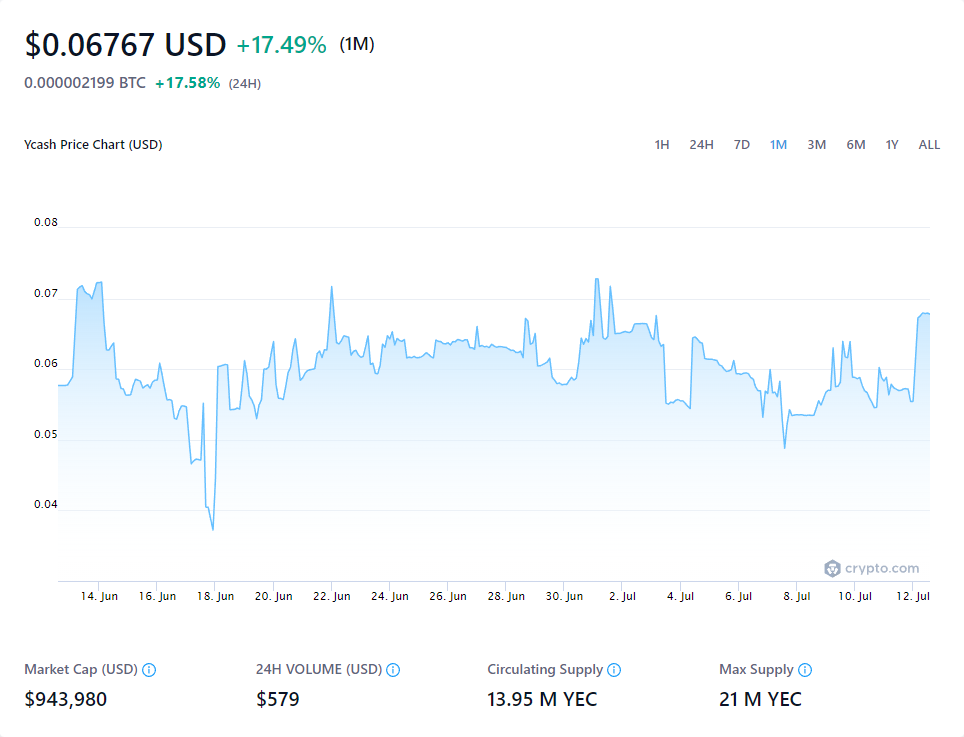 $0.06767 USD +17.49% (1M)
0.000002199 BTC +17.58% (24H)
Ycash Price Chart (USD) 1H 24H 7D 1M 3M 6M 1Y ALL
0.08
0.07
0.06
0.05
0.04
crypto.com
14. Jun 16. Jun 18. Jun 20. Jun 22. Jun 24. Jun 26. Jun 28. Jun 30. Jun 2. Jul 4. Jul 6. Jul 8. Jul 10. Jul 12. Jul
Market Cap (USD) 24H VOLUME (USD) Circulating Supply Max Supply
$943,980 $579 13.95 M YEC 21 M YEC